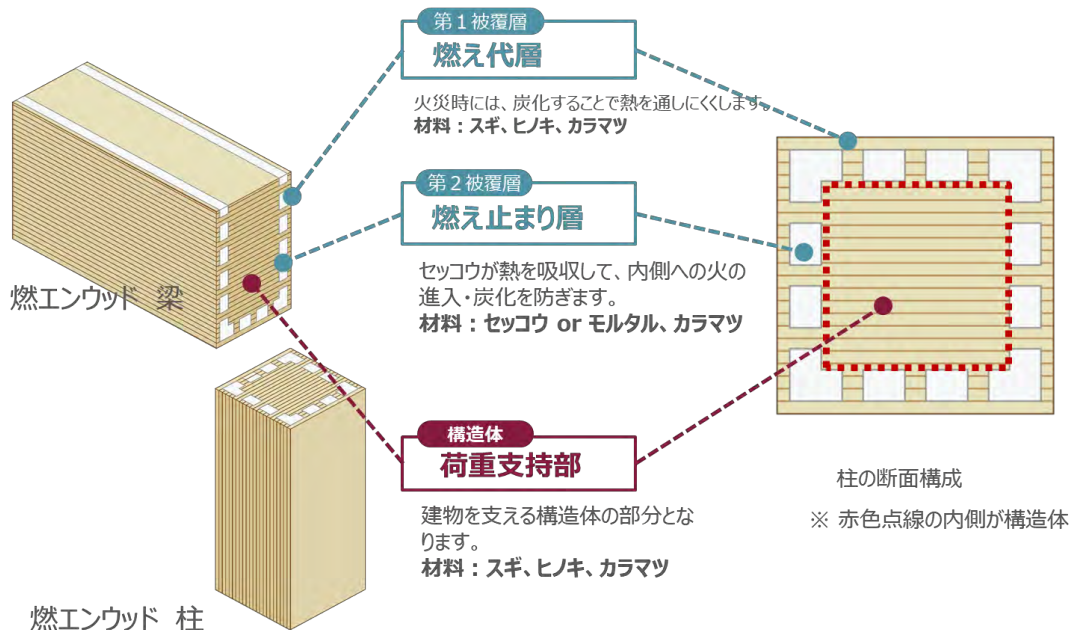 第１被覆層
燃え代層
火災時には、炭化することで熱を通しにくくします。
材料：スギ、ヒノキ、カラマツ
第２被覆層
燃え止まり層
セッコウが熱を吸収して、内側への火の
進入・炭化を防ぎます。
材料：セッコウ or モルタル、カラマツ
燃エンウッド 梁
構造体
荷重支持部
建物を支える構造体の部分とな
ります。
材料：スギ、ヒノキ、カラマツ
燃エンウッド 柱
柱の断面構成
※ 赤色点線の内側が構造体